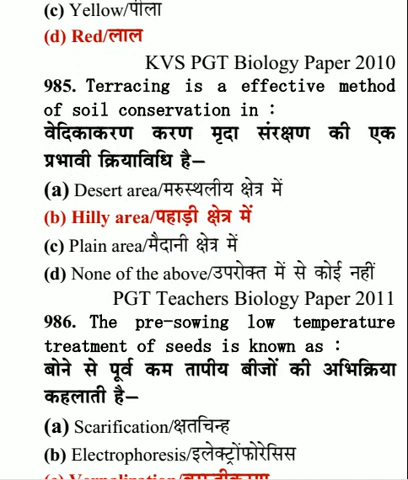 (c) Yellow/पीला
(d) Red/लाल
KVS PGT Biology Paper 2010
985. Terracing is a effective method
of soil conservation in :
वेदिकाकरण करण मृदा संरक्षण की एक
प्रभावी क्रियाविधि है–
(a) Desert area/मरुस्थलीय क्षेत्र में
(b) Hilly area/पहाड़ी क्षेत्र में
(c) Plain area/मैदानी क्षेत्र में
(d) None of the above/उपरोक्त में से कोई नहीं
PGT Teachers Biology Paper 2011
986. The pre-sowing low temperature
treatment of seeds is known as :
बोने से पूर्व कम तापीय बीजों की अभिक्रिया
कहलाती है–
(a) Scarification/क्षतचिन्ह
(b) Electrophoresis/इलेक्ट्रोंफोरेसिस